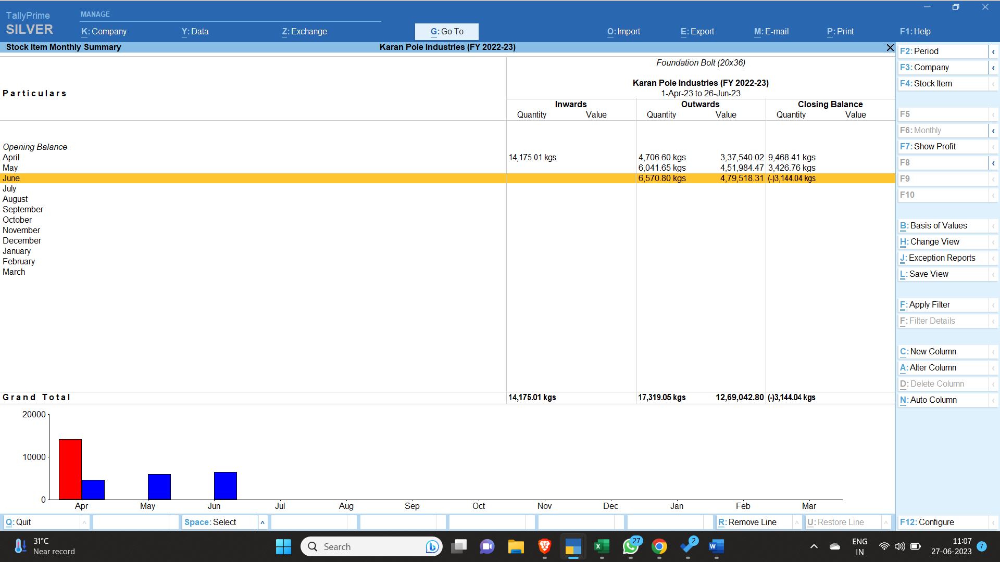 TallyPrime
SILVER
MANAGE
K: Company
Y: Data
Z: Exchange
G: Go To
O: Import
E: Export
M: E-mail
P: Print
F1: Help
Stock Item Monthly Summary
Karan Pole Industries (FY 2022-23)
Particulars
Foundation Bolt (20x36)
Karan Pole Industries (FY 2022-23)
1-Apr-23 to 26-Jun-23
Inwards Outwards Closing Balance
Quantity Value Quantity Value Quantity Value
Opening Balance
April 14,175.01 kgs 4,706.60 kgs 3,37,540.02 9,468.41 kgs
May 6,041.65 kgs 4,51,984.47 3,426.76 kgs
June 6,570.80 kgs 4,79,518.31 (-)3,144.04 kgs
July
August
September
October
November
December
January
February
March
Grand Total 14,175.01 kgs 17,319.05 kgs 12,69,042.80 (-)3,144.04 kgs
20000
10000
0
Apr May Jun Jul Aug Sep Oct Nov Dec Jan Feb Mar
F2: Period
F3: Company
F4: Stock Item
F5
F6: Monthly
F7: Show Profit
F8
F9
F10
B: Basis of Values
H: Change View
J: Exception Reports
L: Save View
F: Apply Filter
F: Filter Details
C: New Column
A: Alter Column
D: Delete Column
N: Auto Column
Q: Quit
Space: Select
R: Remove Line
U: Restore Line
F12: Configure
31°C
Near record
Search
27
2
ENG
IN
11:07
27-06-2023
7